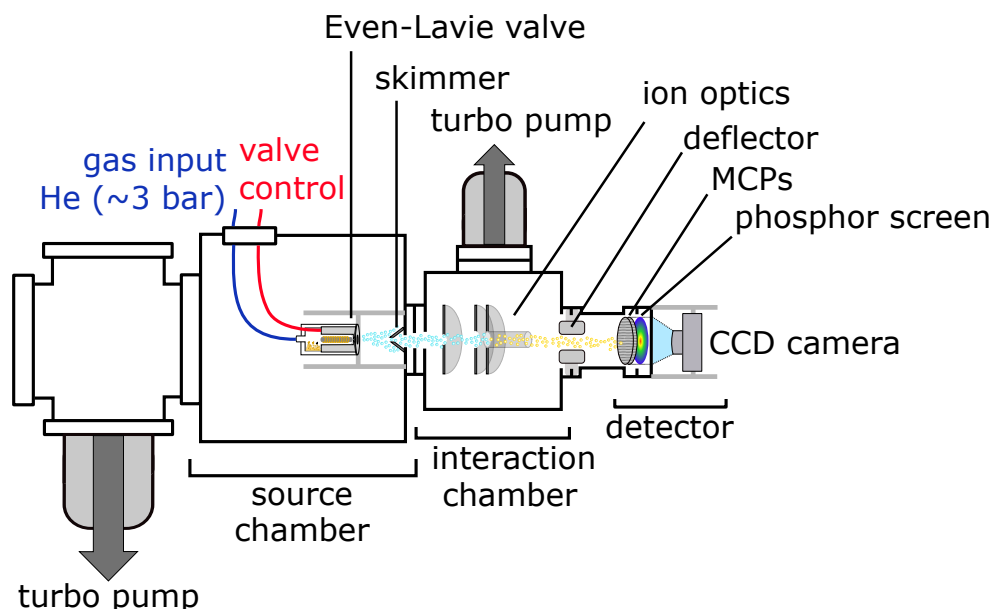 Even-Lavie valve
skimmer
ion optics
turbo pump
deflector
MCPs
phosphor screen
gas input
He (~3 bar)
valve
control
CCD camera
detector
interaction
chamber
source
chamber
turbo pump